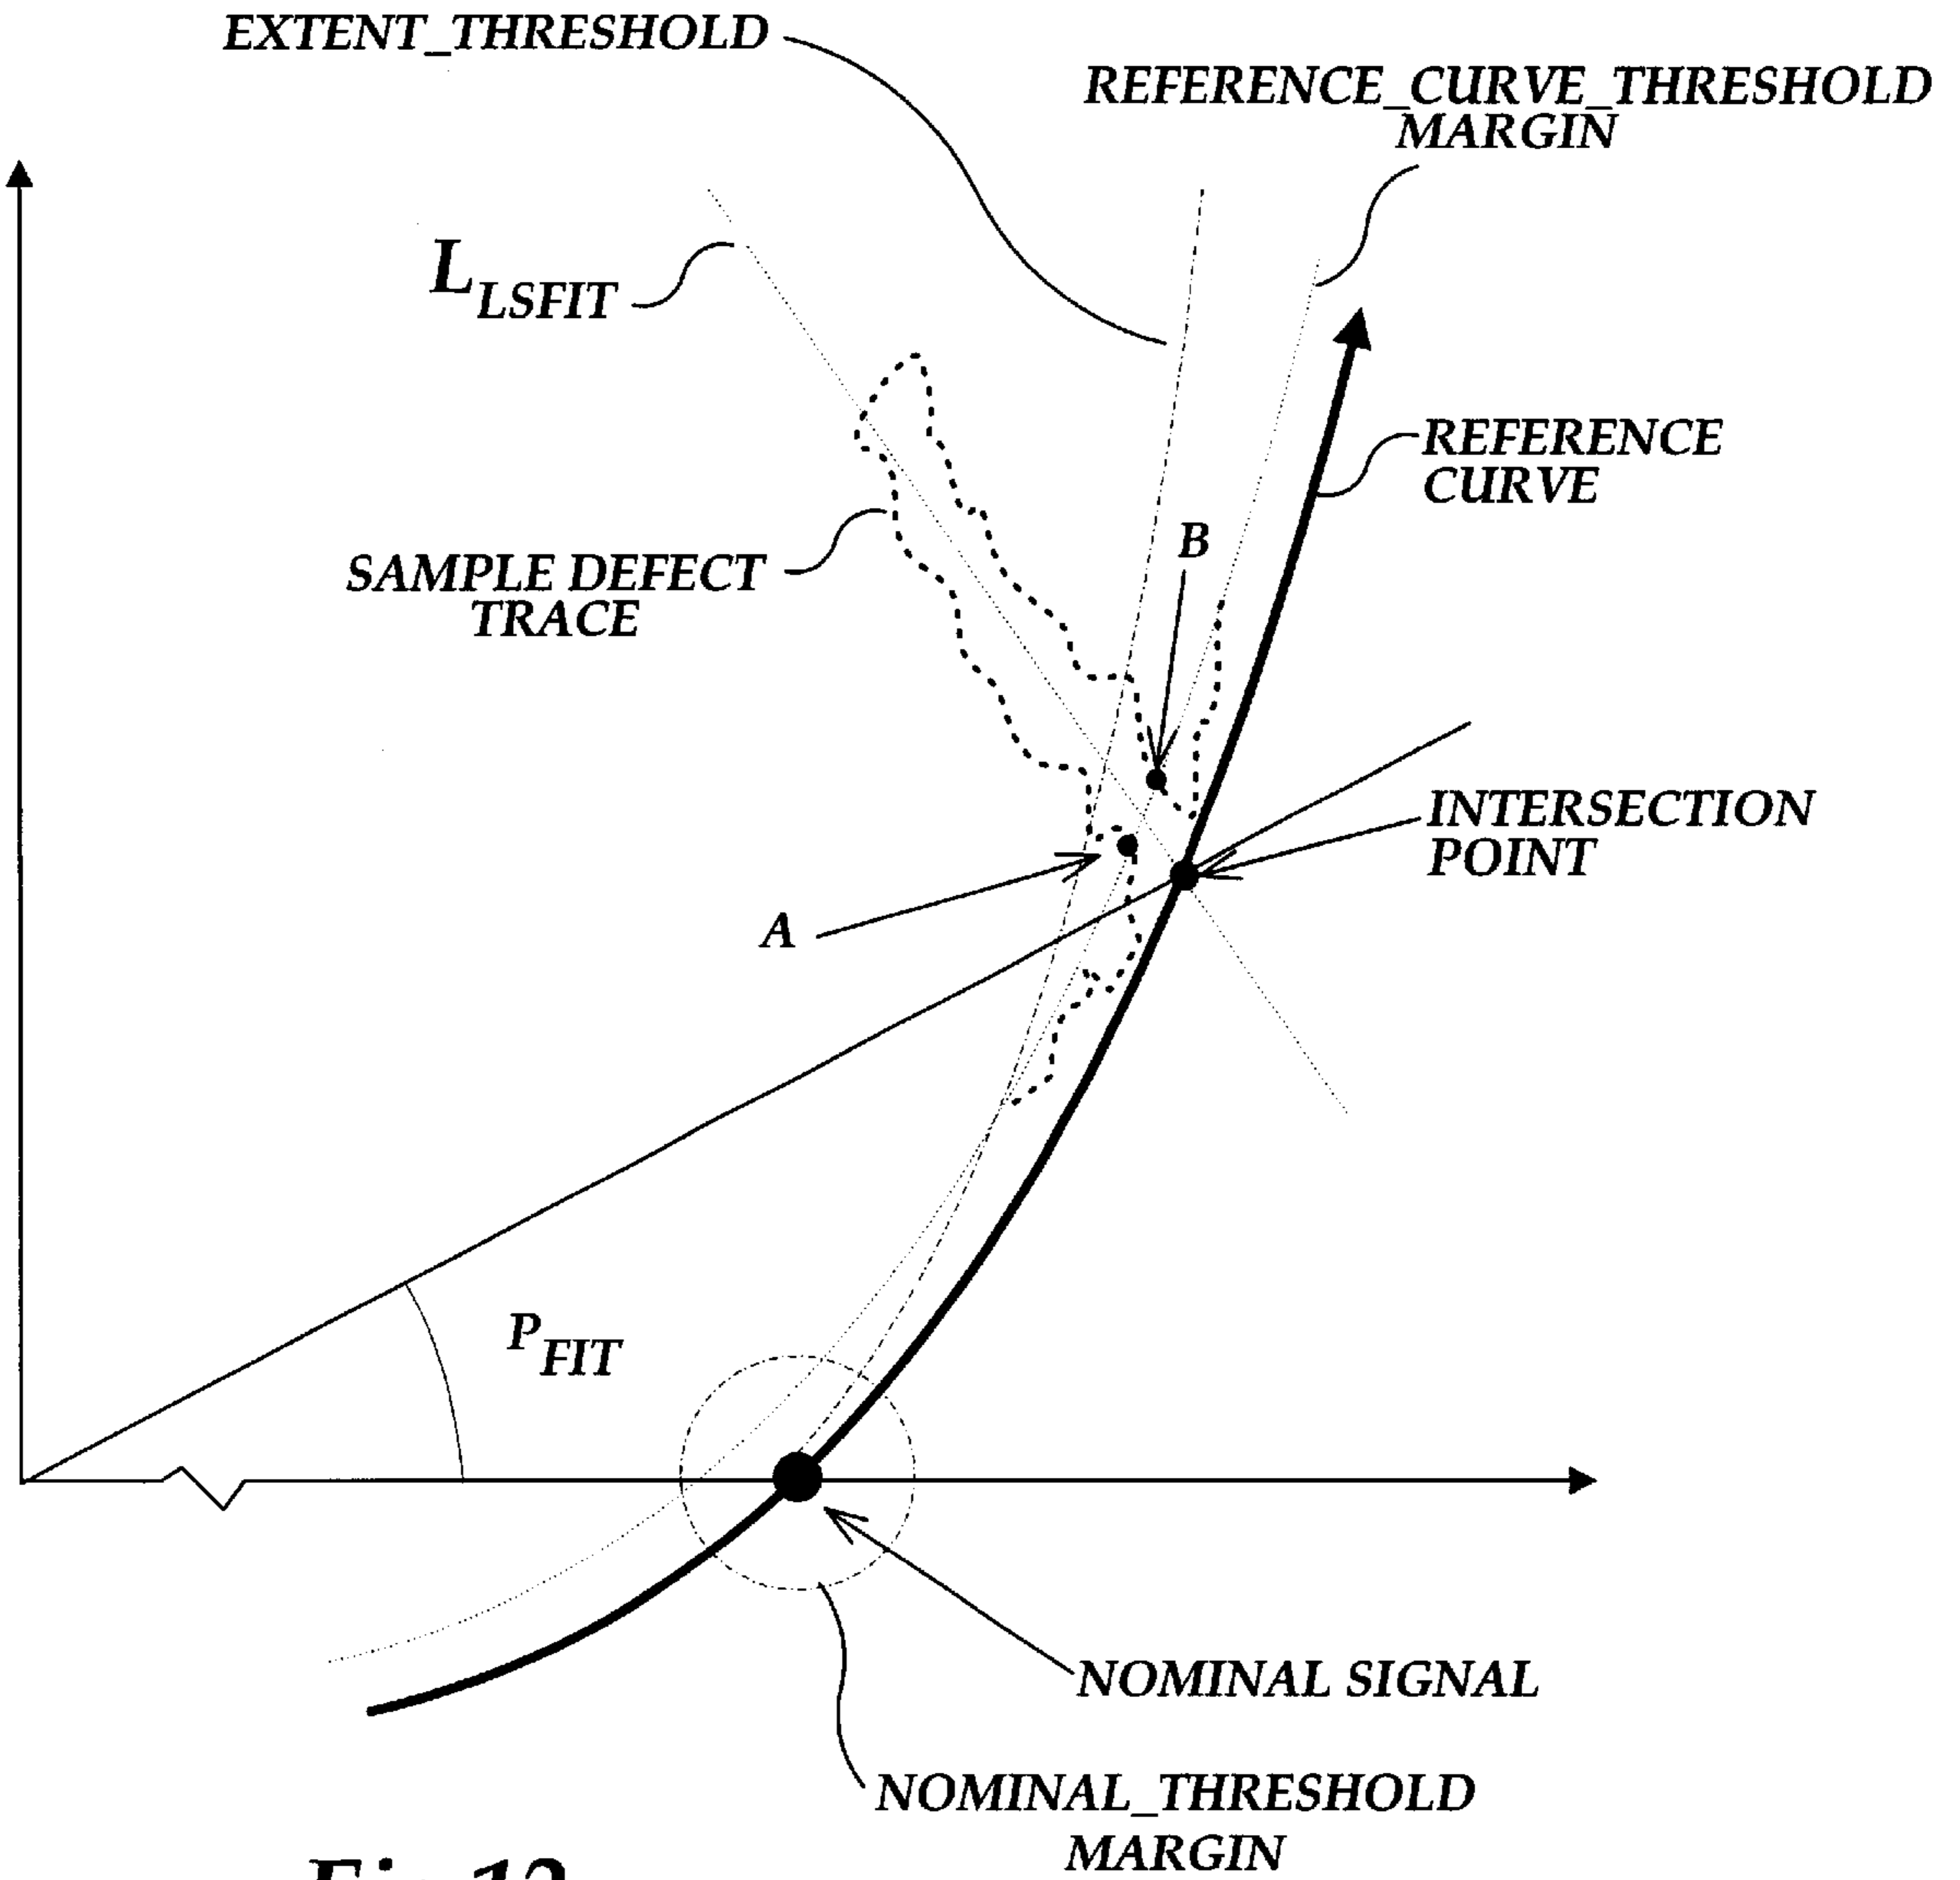 EXTENT_THRESHOLD
REFERENCE_CURVE_THRESHOLD
MARGIN
LLSFIT
REFERENCE
CURVE
B
SAMPLE DEFECT
TRACE
INTERSECTION
POINT
A
PFIT
NOMINAL SIGNAL
NOMINAL_THRESHOLD
MARGIN